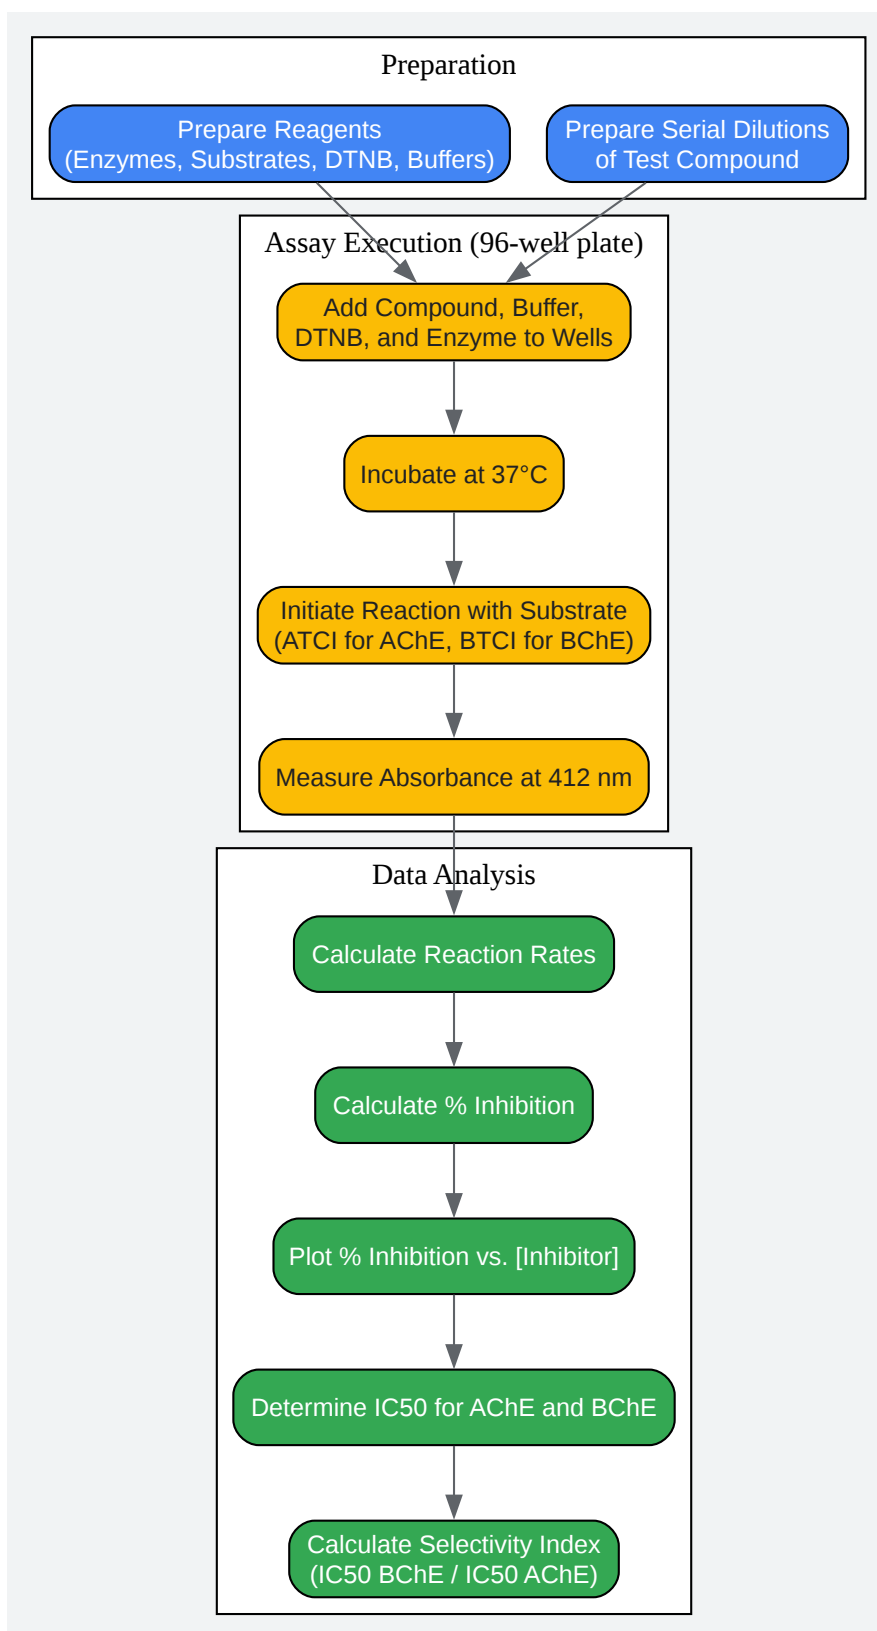 Preparation
Prepare Reagents
(Enzymes, Substrates, DTNB, Buffers)
Prepare Serial Dilutions
of Test Compound
Assay Execution (96-well plate)
Add Compound, Buffer,
DTNB, and Enzyme to Wells
Incubate at 37°C
Initiate Reaction with Substrate
(ATCI for AChE, BTCI for BChE)
Measure Absorbance at 412 nm
Data Analysis
Calculate Reaction Rates
Calculate % Inhibition
Plot % Inhibition vs. [Inhibitor]
Determine IC50 for AChE and BChE
Calculate Selectivity Index
(IC50 BChE / IC50 AChE)